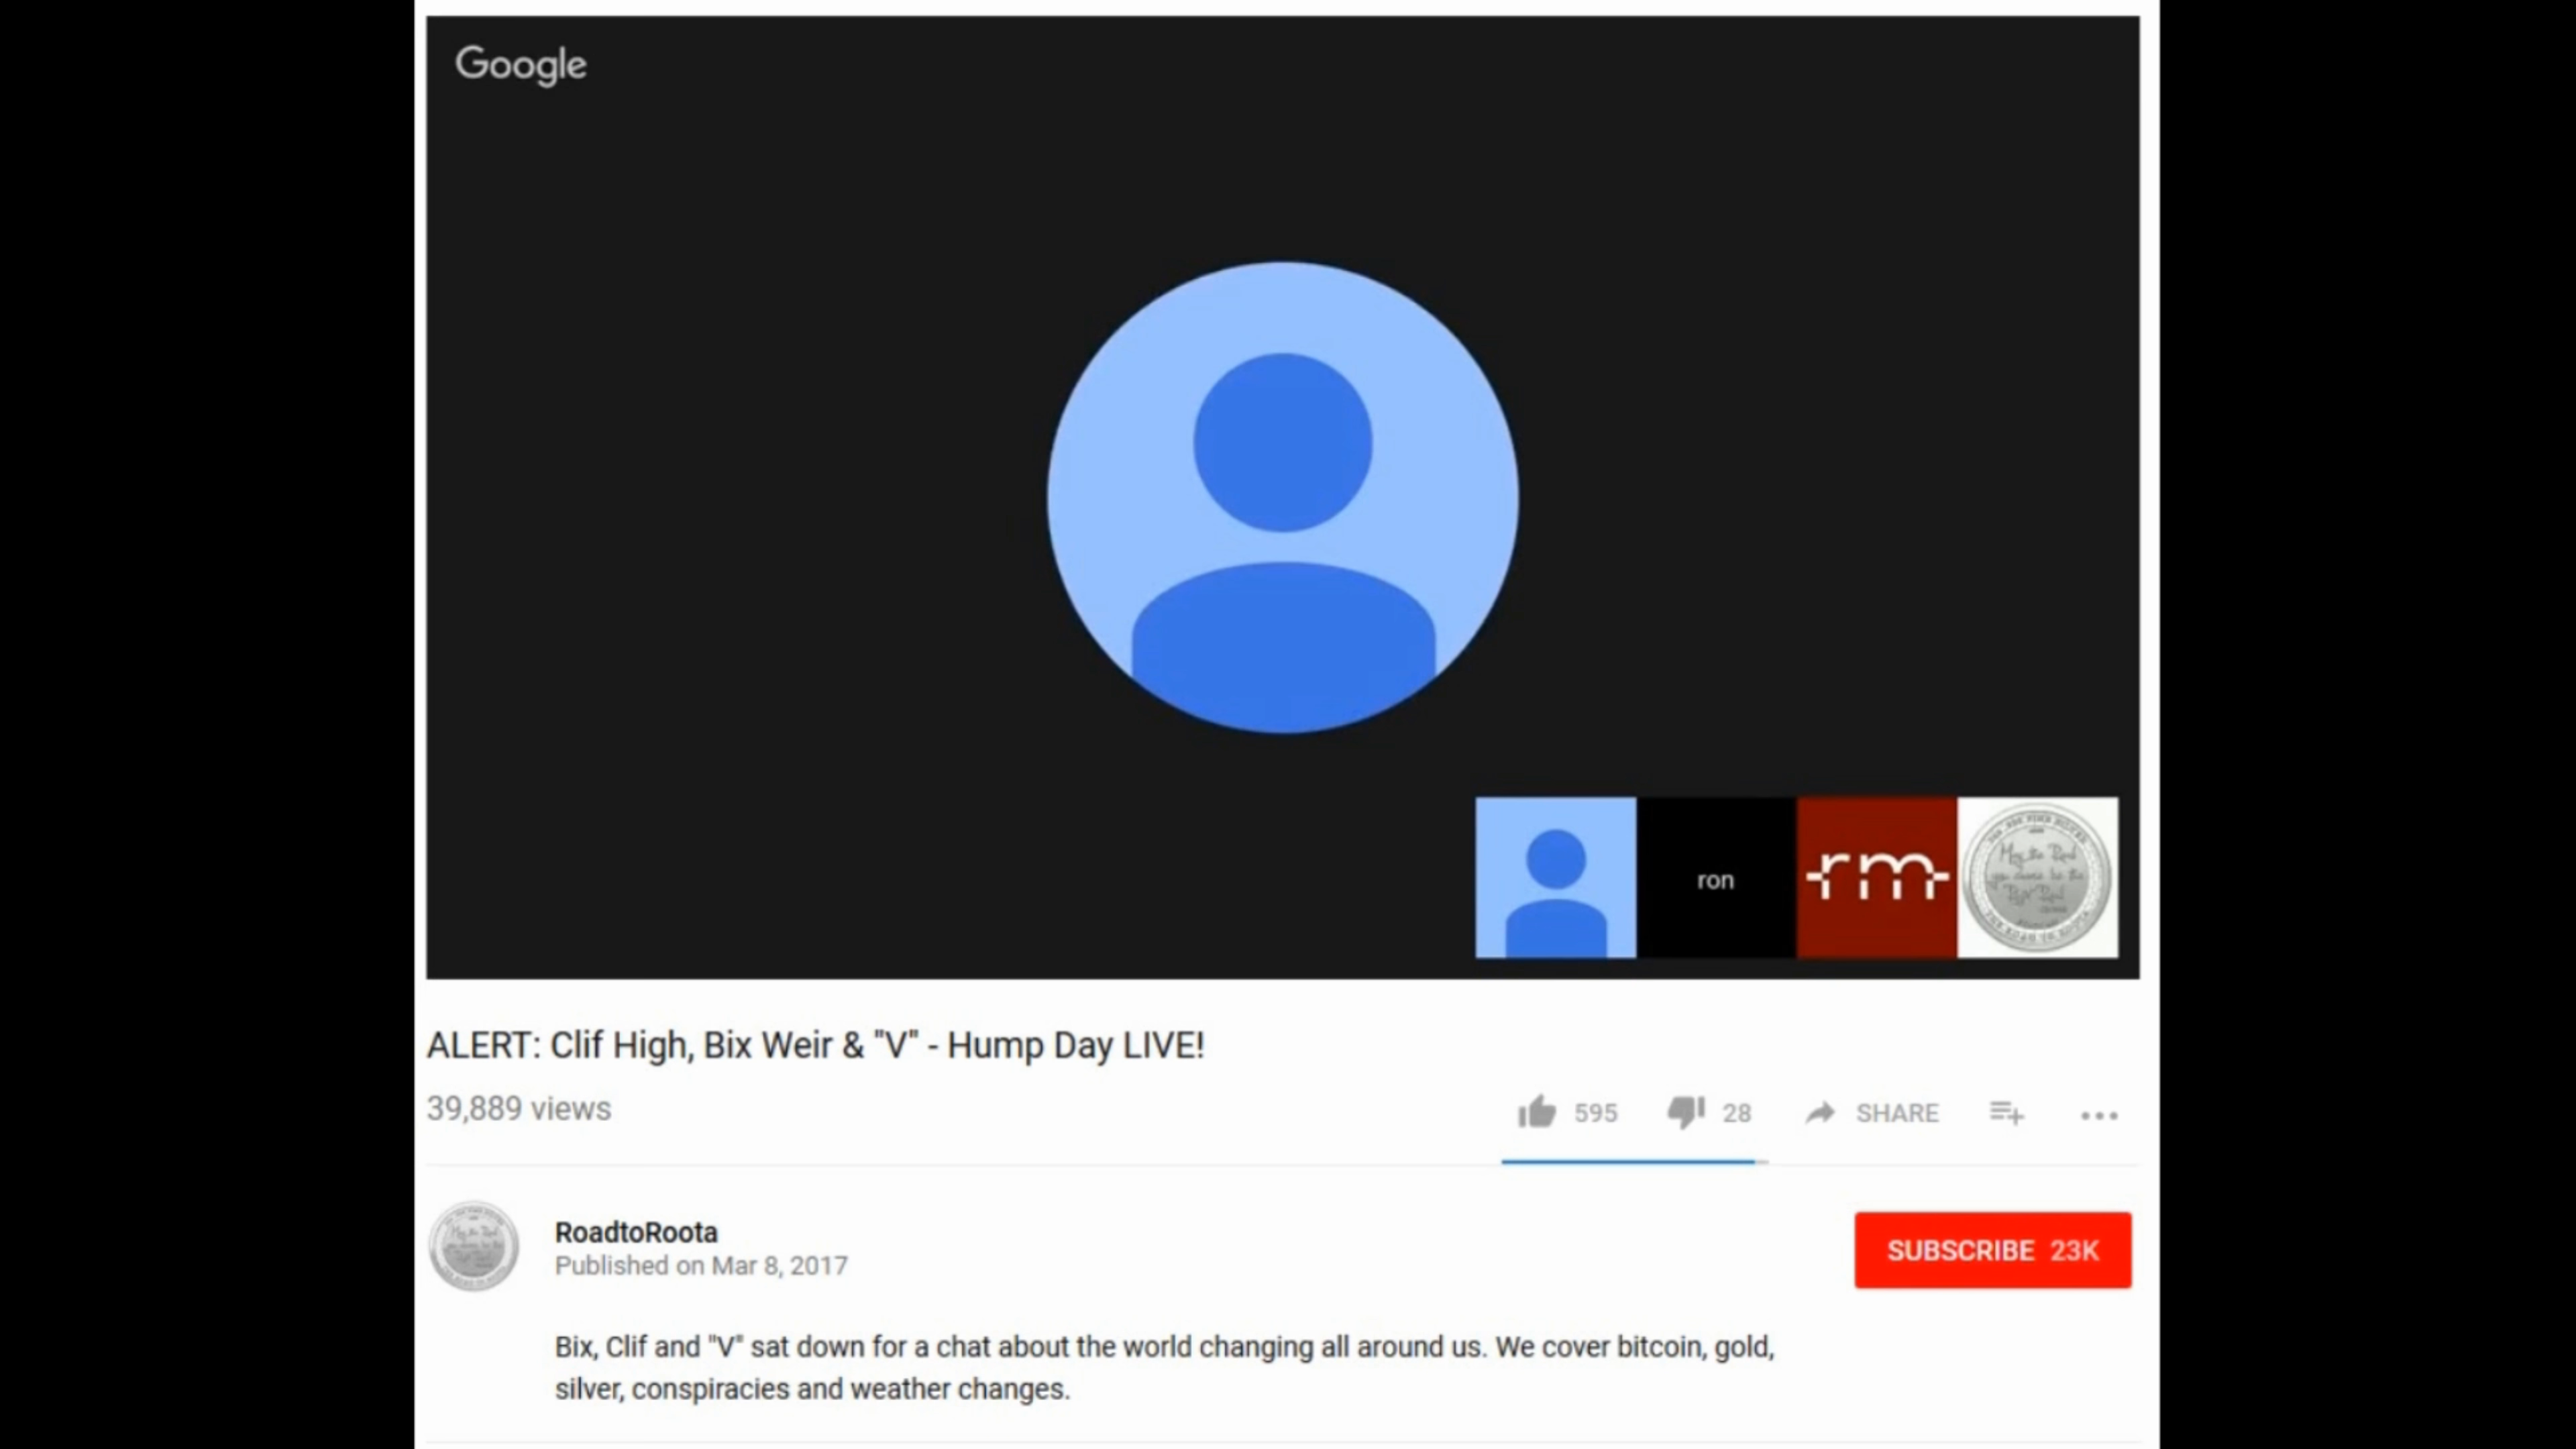 Google
ron
rm
ALERT: Clif High, Bix Weir & "V" - Hump Day LIVE!
39,889 views
595 28 SHARE
RoadtoRoota
Published on Mar 8, 2017
SUBSCRIBE 23K
Bix, Clif and "V" sat down for a chat about the world changing all around us. We cover bitcoin, gold,
silver, conspiracies and weather changes.